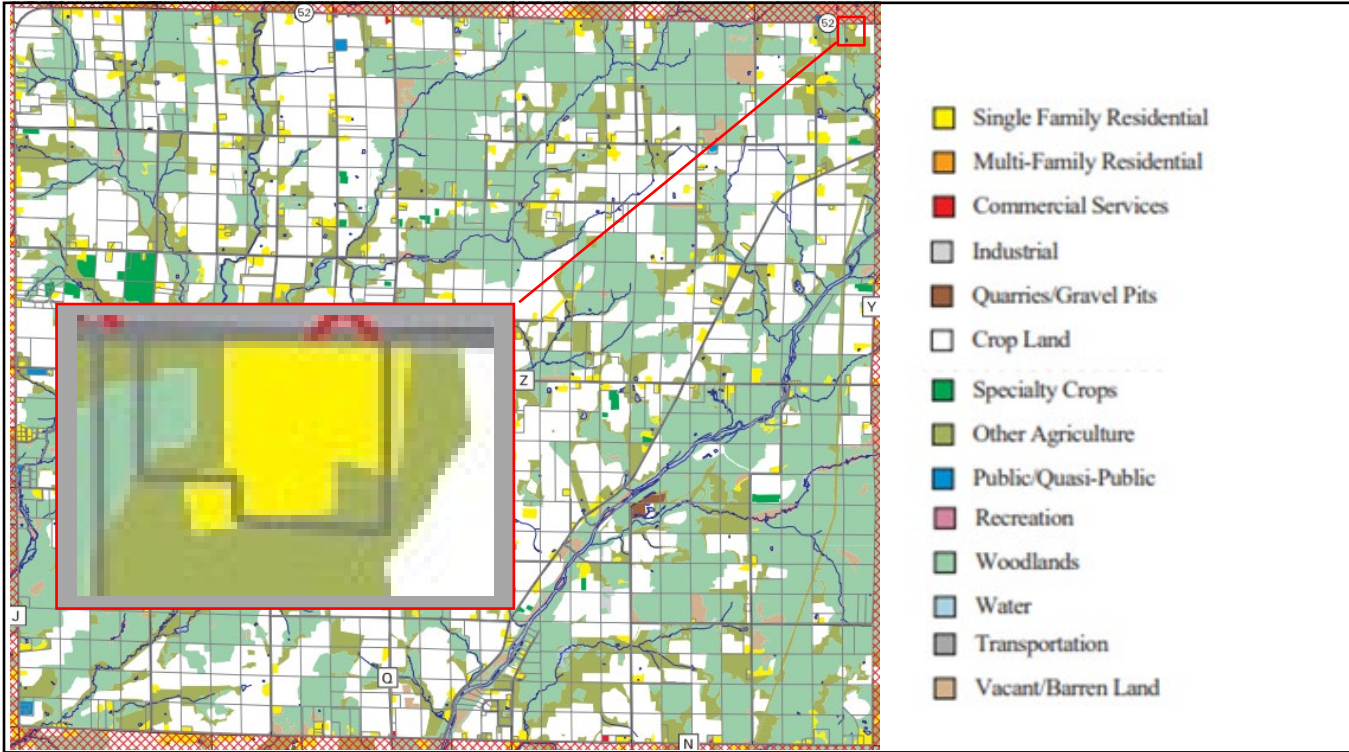 52
52
Y
Z
J
Q
N
Single Family Residential
Multi-Family Residential
Commercial Services
Industrial
Quarries/Gravel Pits
Crop Land
Specialty Crops
Other Agriculture
Public/Quasi-Public
Recreation
Woodlands
Water
Transportation
Vacant/Barren Land